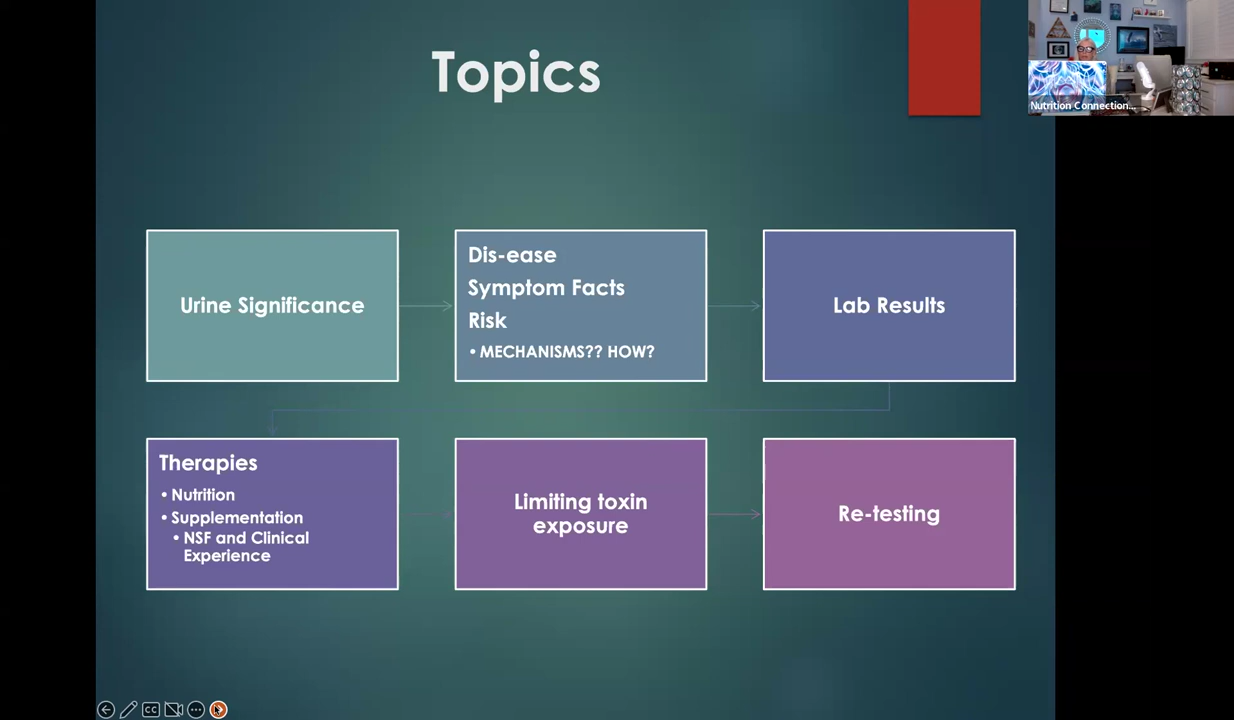 Topics
Nutrition Connection...
Urine Significance
Dis-ease
Symptom Facts
Risk
• MECHANISMS?? HOW?
Lab Results
Therapies
• Nutrition
• Supplementation
• NSF and Clinical
Experience
Limiting toxin
exposure
Re-testing
CC